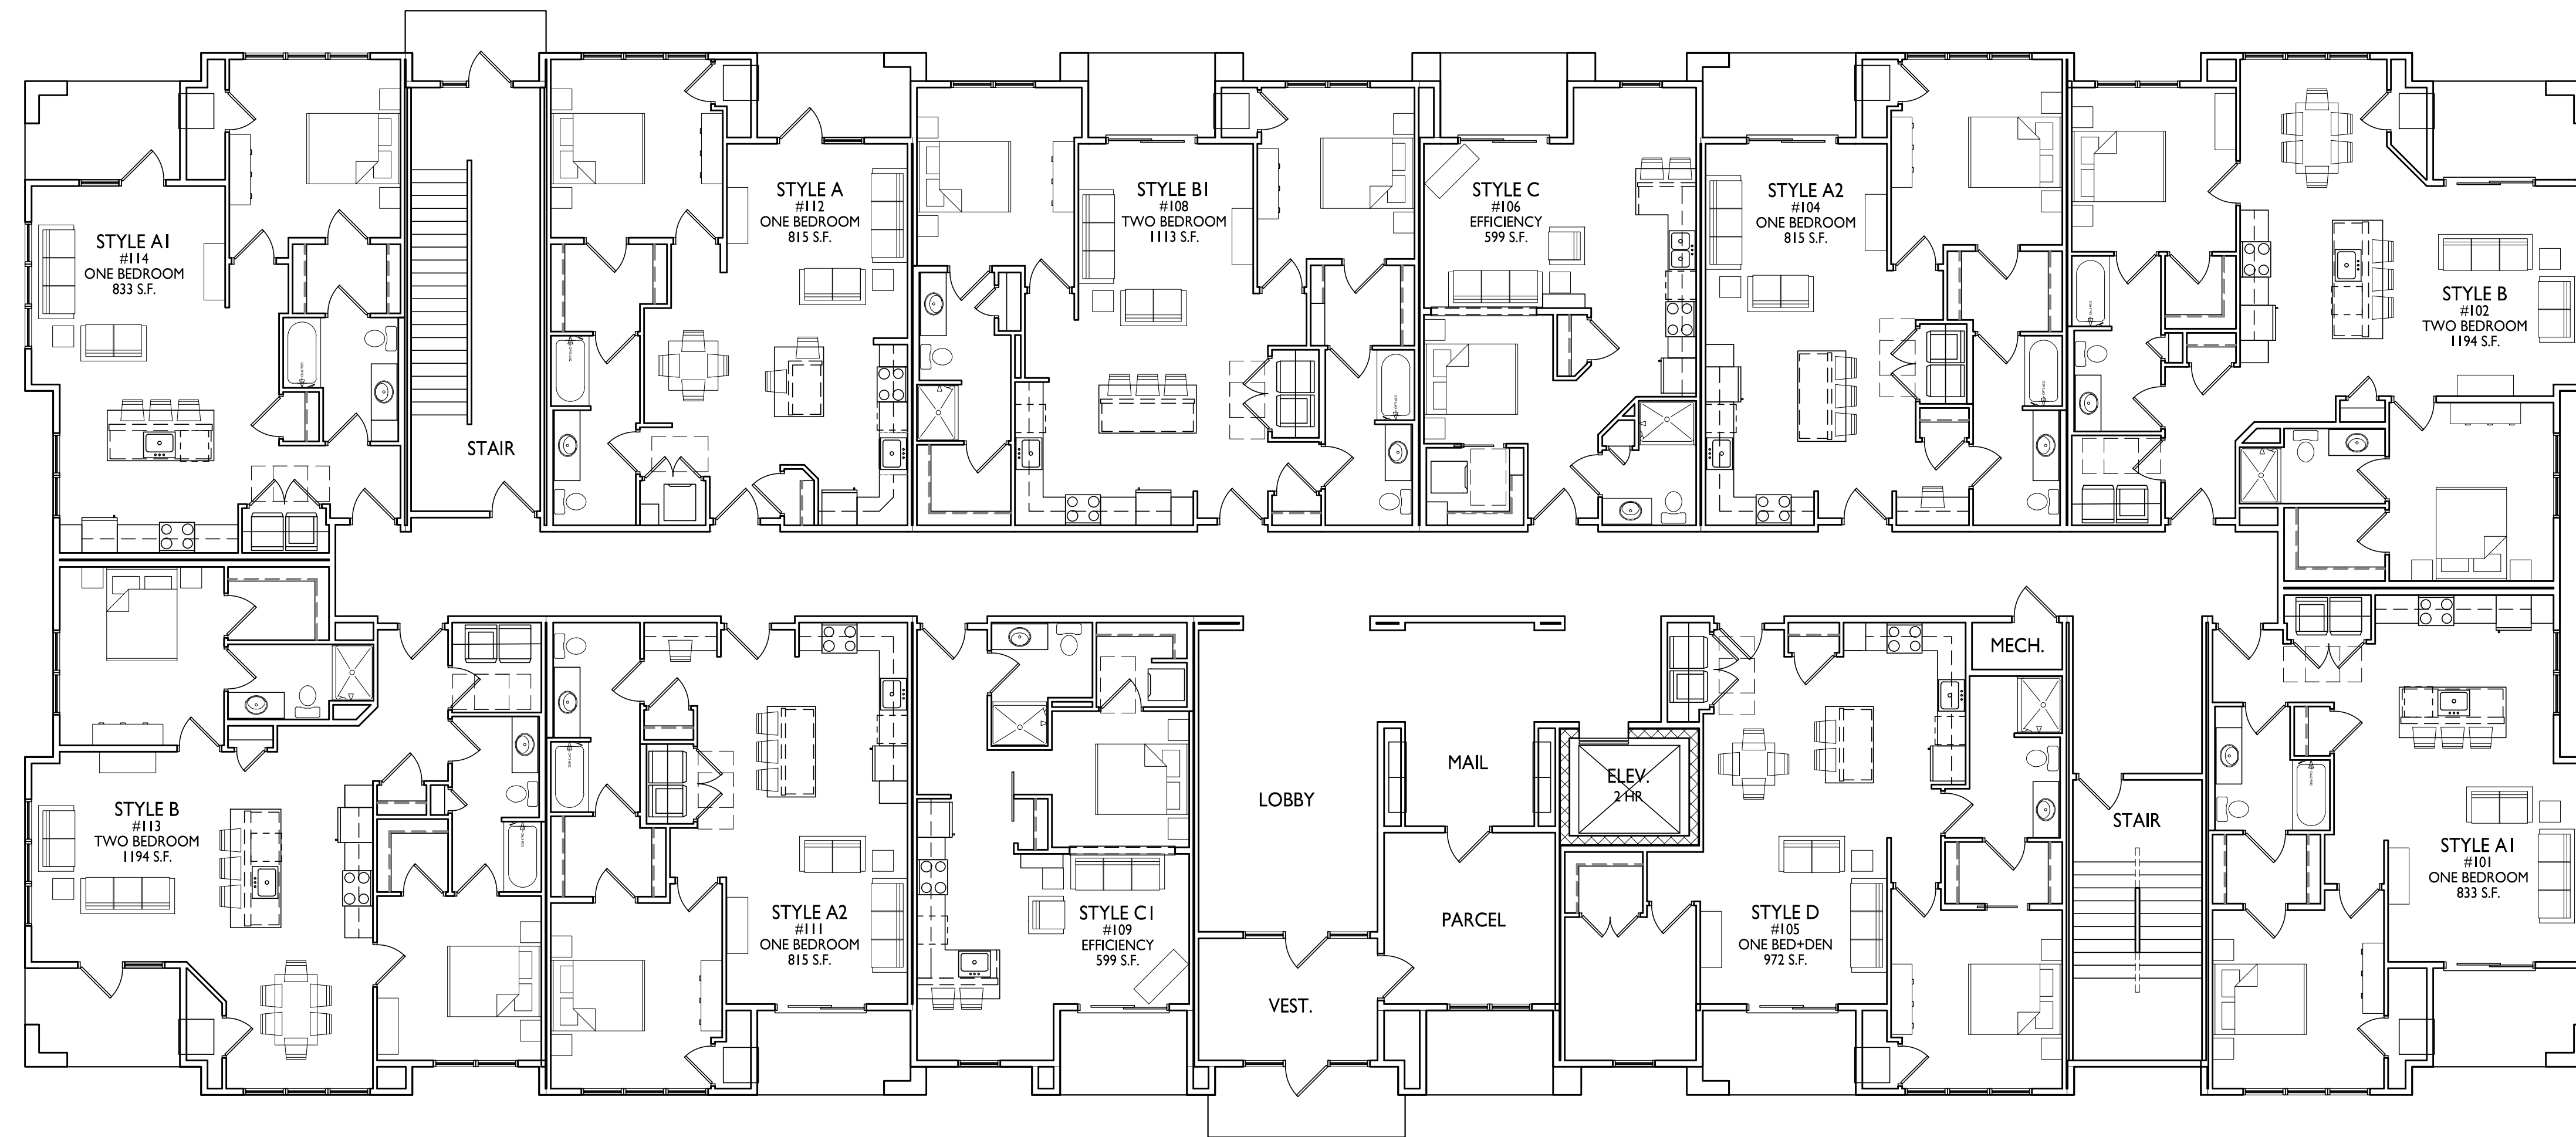 STYLE A1
#114
ONE BEDROOM
833 S.F.
STAIR
STYLE A
#112
ONE BEDROOM
815 S.F.
STYLE B1
#108
TWO BEDROOM
1113 S.F.
STYLE C
#106
EFFICIENCY
599 S.F.
STYLE A2
#104
ONE BEDROOM
815 S.F.
STYLE B
#102
TWO BEDROOM
1194 S.F.
STYLE B
#113
TWO BEDROOM
1194 S.F.
STYLE A2
#111
ONE BEDROOM
815 S.F.
STYLE C1
#109
EFFICIENCY
599 S.F.
LOBBY
VEST.
MAIL
PARCEL
ELEV.
2 HR
STYLE D
#105
ONE BED+DEN
972 S.F.
MECH.
STAIR
STYLE A1
#101
ONE BEDROOM
833 S.F.